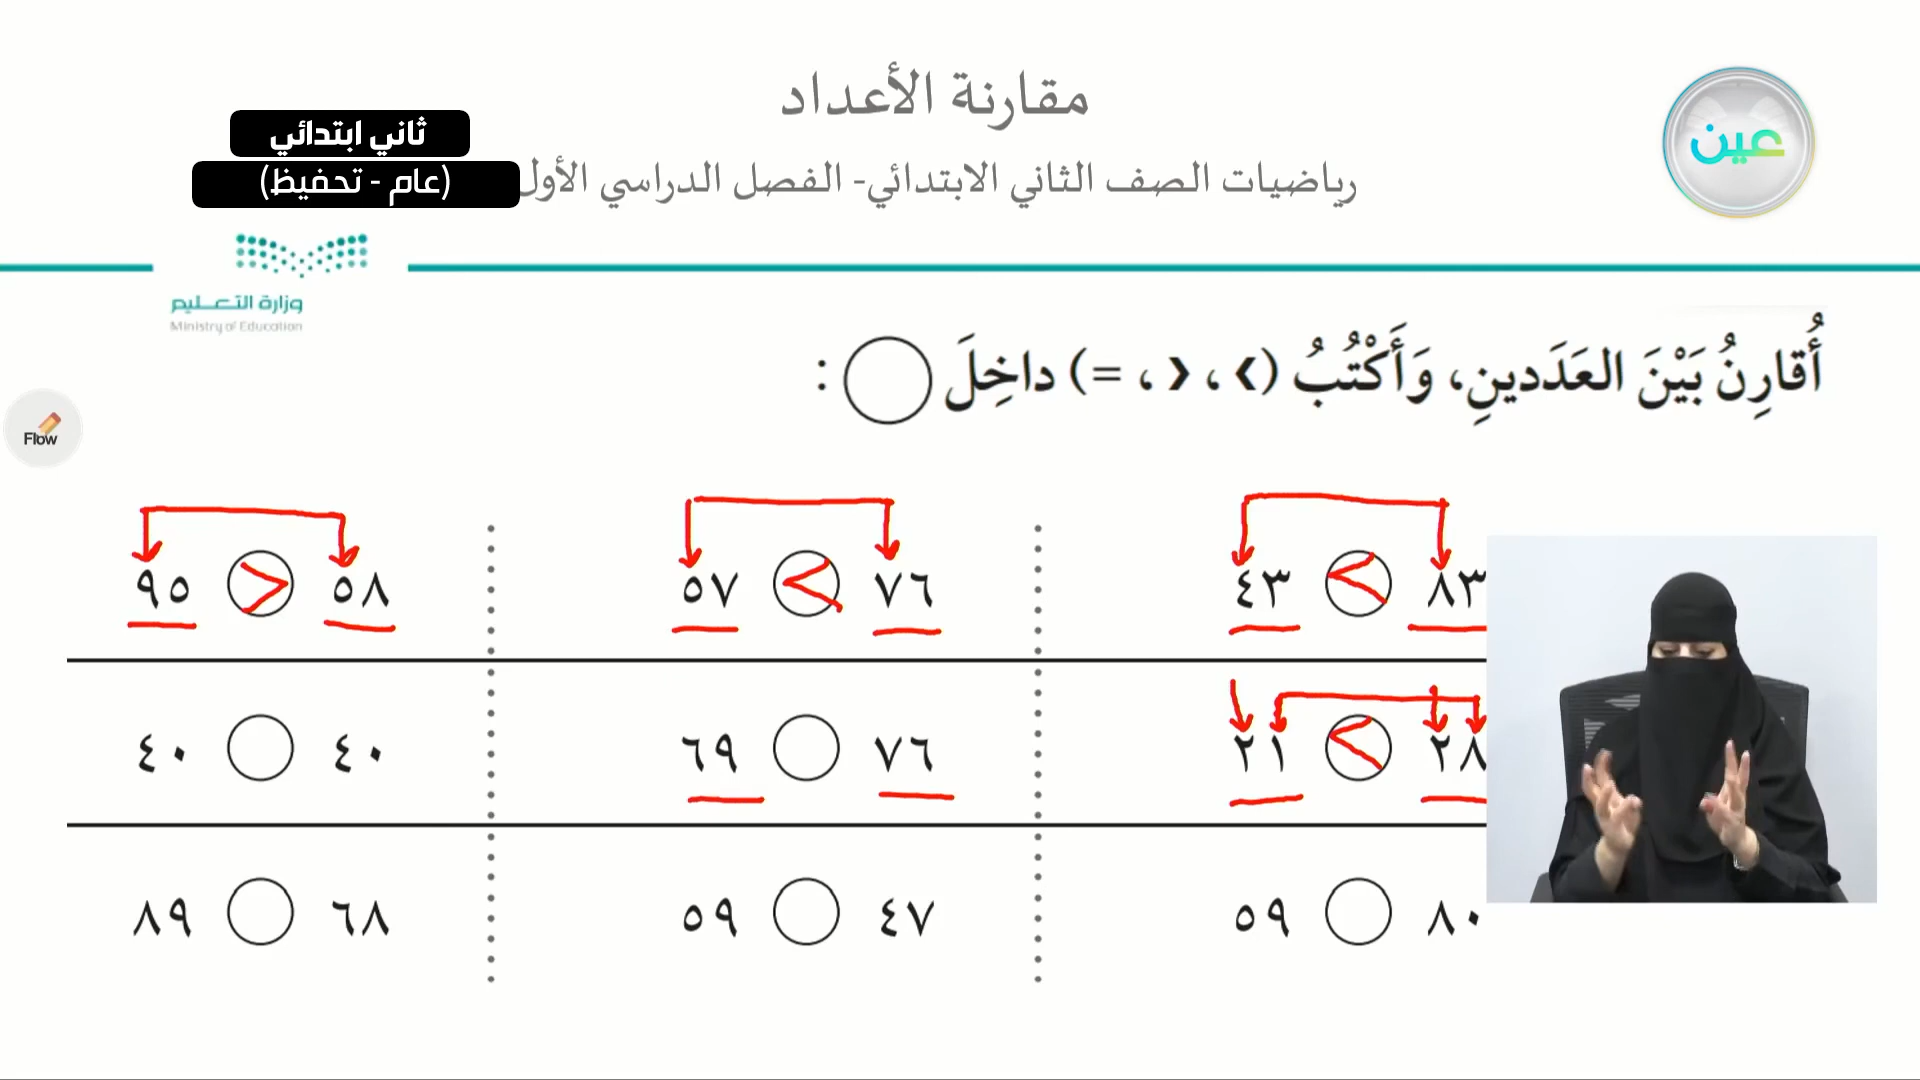 مقارنة الأعداد
رياضيات الصف الثاني الابتدائي- الفصل الدراسي الأول
ثاني ابتدائي
(عام - تحفيظ)
عين
وزارة التعليم
Ministry of Education
أُقارِنُ بَيْنَ العَدَدينِ، وَأَكْتُبُ (< ، > ، =) داخِلَ :
Flow
٩٥ > ٥٨
٥٧ < ٧٦
٤٣ < ٨٣
٤٠ ٤٠
٦٩ ٧٦
٢١ < ٢٨
٨٩ ٦٨
٥٩ ٤٧
٥٩ ٨٠